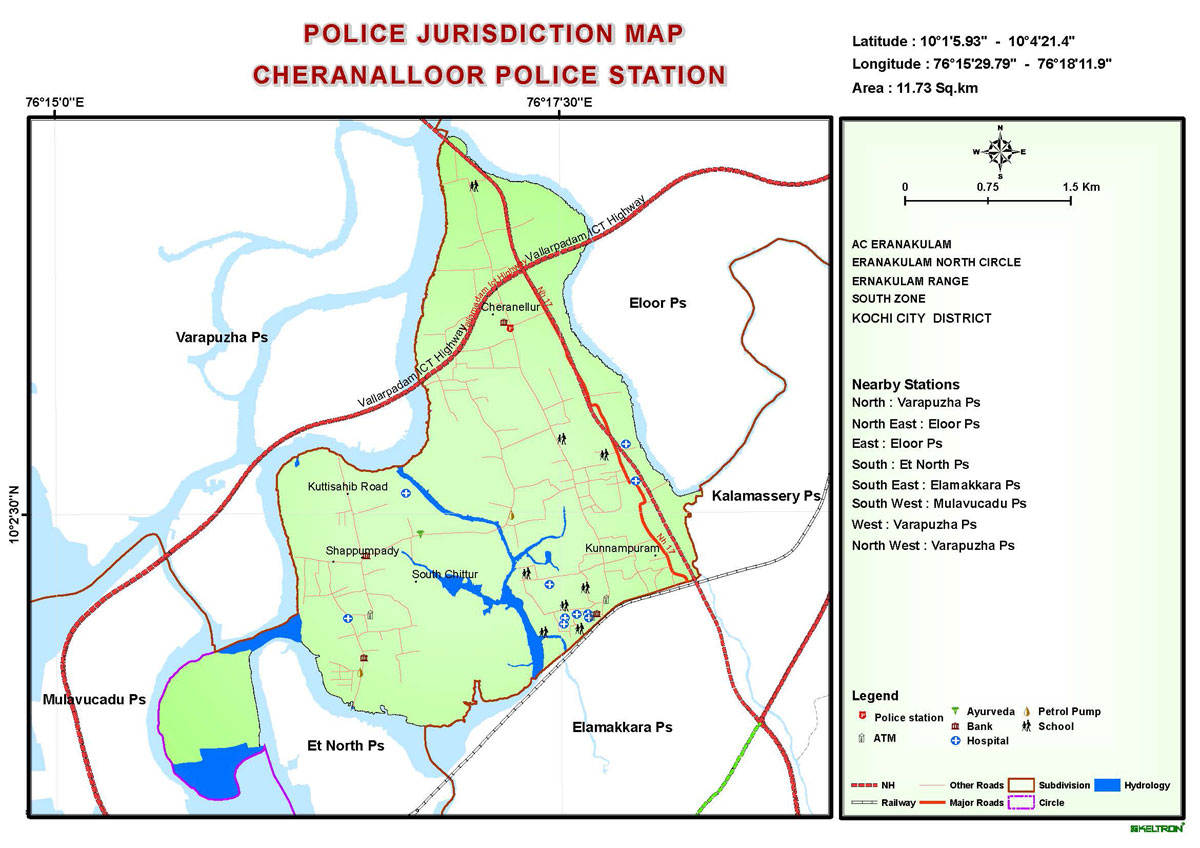 POLICE JURISDICTION MAP
CHERANALLOOR POLICE STATION
Latitude : 10°1'5.93" - 10°4'21.4"
Longitude : 76°15'29.79" - 76°18'11.9"
Area : 11.73 Sq.km
76°15'0"E
76°17'30"E
10°2'30"N
Vallarpadam ICT Highway
Vallarpadam Ict Highway
Vallarpadam ICT Highway
Nh 17
Cheranellur
Eloor Ps
Varapuzha Ps
Kuttisahib Road
Kalamassery Ps
Shappumpady
Kunnampuram
Nh 17
South Chittur
Mulavucadu Ps
Et North Ps
Elamakkara Ps
N
W E
S
0 0.75 1.5 Km
AC ERANAKULAM
ERANAKULAM NORTH CIRCLE
ERNAKULAM RANGE
SOUTH ZONE
KOCHI CITY DISTRICT
Nearby Stations
North : Varapuzha Ps
North East : Eloor Ps
East : Eloor Ps
South : Et North Ps
South East : Elamakkara Ps
South West : Mulavucadu Ps
West : Varapuzha Ps
North West : Varapuzha Ps
Legend
Police station Ayurveda Petrol Pump
Bank School
ATM Hospital
NH Other Roads Subdivision Hydrology
Railway Major Roads Circle
KELTRON